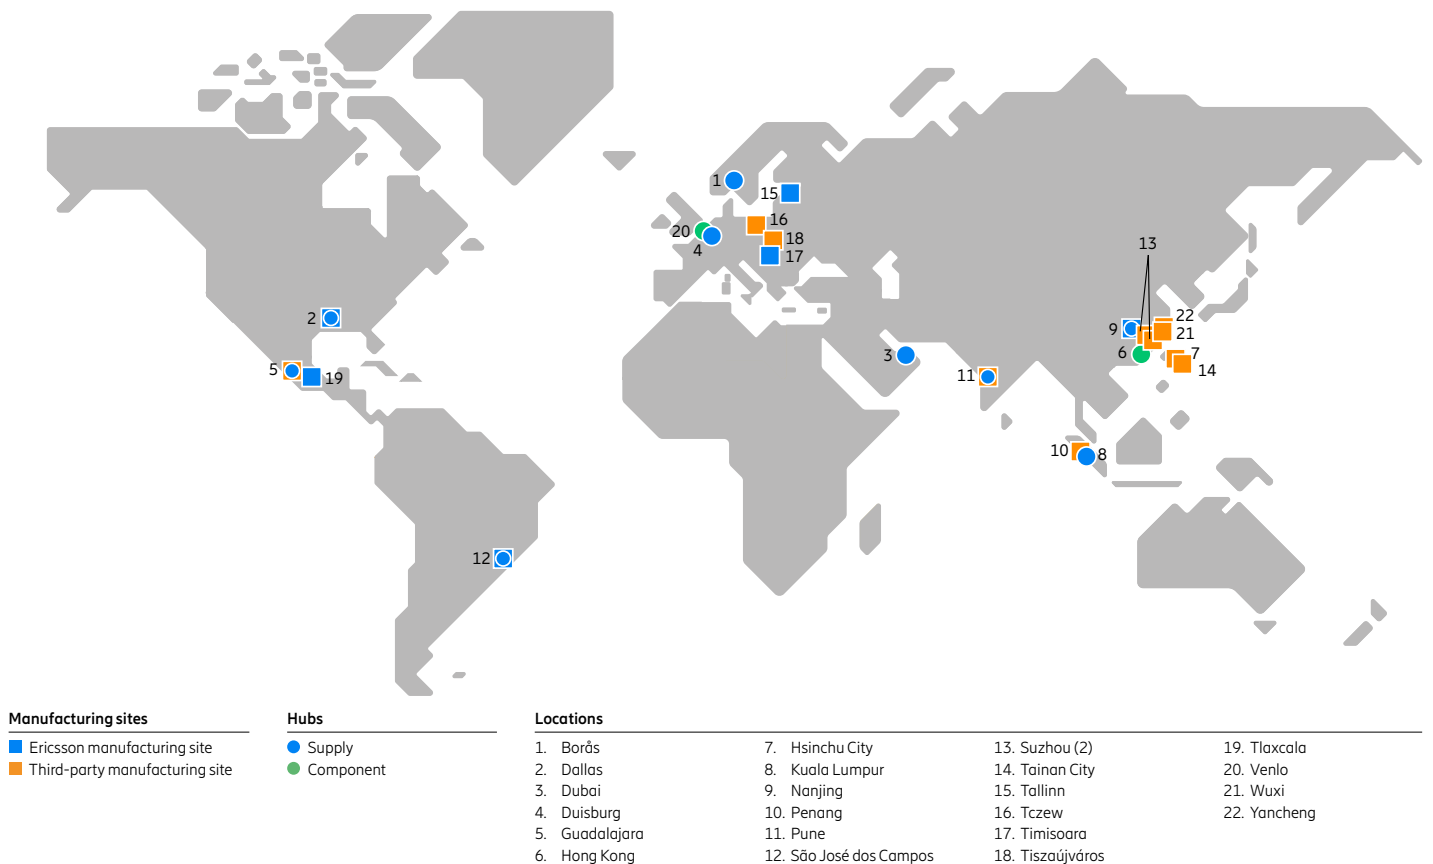 1
15
16
20
18
4
17
13
2
22
9
21
6
7
3
14
5
19
11
10
8
12
Manufacturing sites
Ericsson manufacturing site
Third-party manufacturing site
Hubs
Supply
Component
Locations
1. Borås
2. Dallas
3. Dubai
4. Duisburg
5. Guadalajara
6. Hong Kong
7. Hsinchu City
8. Kuala Lumpur
9. Nanjing
10. Penang
11. Pune
12. São José dos Campos
13. Suzhou (2)
14. Tainan City
15. Tallinn
16. Tczew
17. Timisoara
18. Tiszaújváros
19. Tlaxcala
20. Venlo
21. Wuxi
22. Yancheng